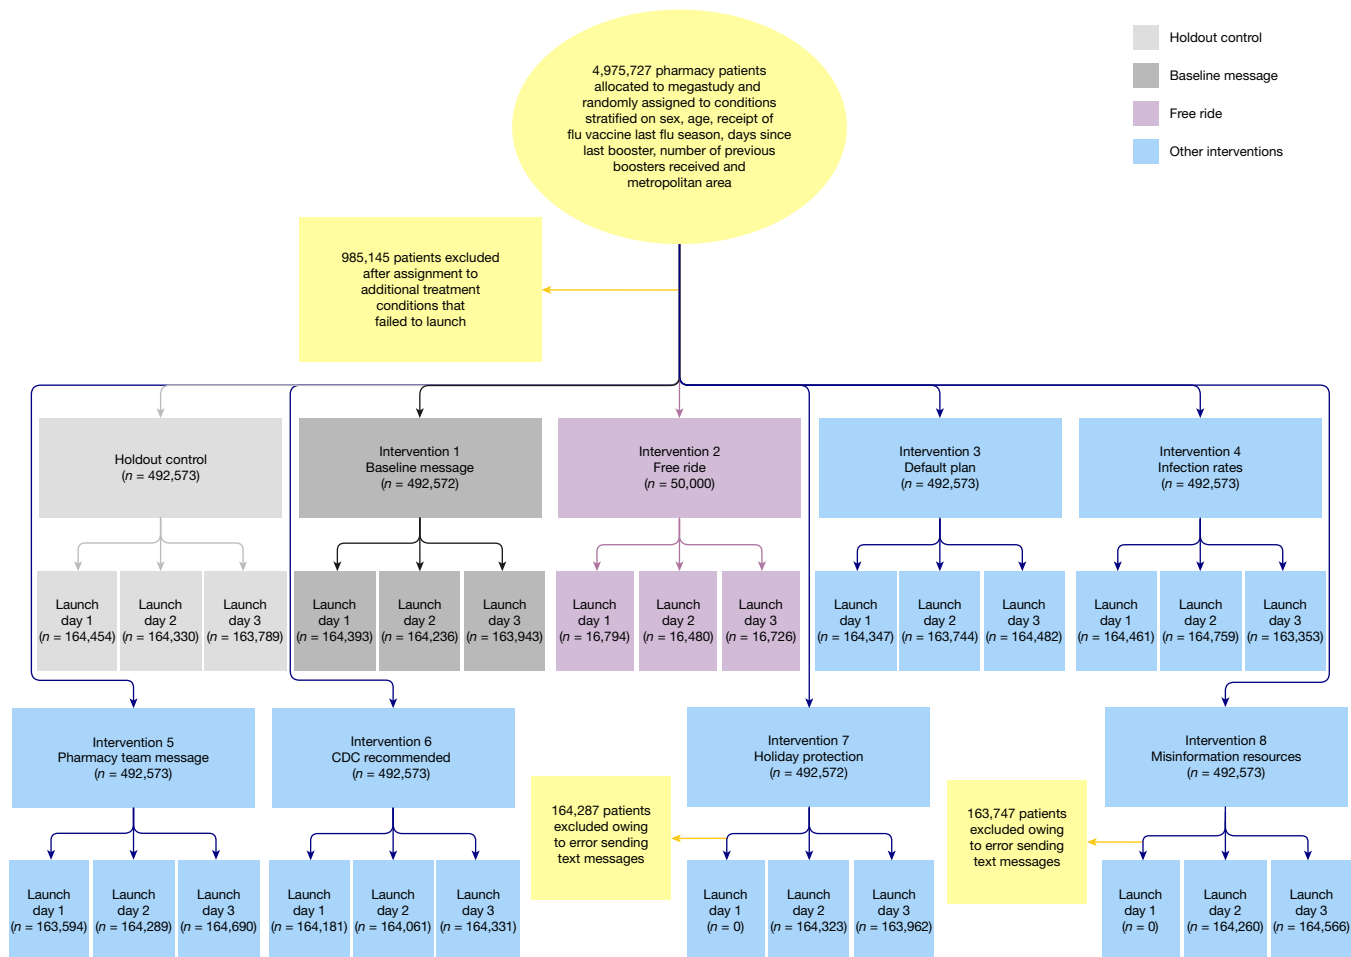 4,975,727 pharmacy patients
allocated to megastudy and
randomly assigned to conditions
stratified on sex, age, receipt of
flu vaccine last flu season, days since
last booster, number of previous
boosters received and
metropolitan area
Holdout control
Baseline message
Free ride
Other interventions
985,145 patients excluded
after assignment to
additional treatment
conditions that
failed to launch
Holdout control
(n = 492,573)
Intervention 1
Baseline message
(n = 492,572)
Intervention 2
Free ride
(n = 50,000)
Intervention 3
Default plan
(n = 492,573)
Intervention 4
Infection rates
(n = 492,573)
Launch
day 1
(n = 164,454)
Launch
day 2
(n = 164,330)
Launch
day 3
(n = 163,789)
Launch
day 1
(n = 164,393)
Launch
day 2
(n = 164,236)
Launch
day 3
(n = 163,943)
Launch
day 1
(n = 16,794)
Launch
day 2
(n = 16,480)
Launch
day 3
(n = 16,726)
Launch
day 1
(n = 164,347)
Launch
day 2
(n = 163,744)
Launch
day 3
(n = 164,482)
Launch
day 1
(n = 164,461)
Launch
day 2
(n = 164,759)
Launch
day 3
(n = 163,353)
Intervention 5
Pharmacy team message
(n = 492,573)
Intervention 6
CDC recommended
(n = 492,573)
Intervention 7
Holiday protection
(n = 492,572)
Intervention 8
Misinformation resources
(n = 492,573)
164,287 patients
excluded owing
to error sending
text messages
163,747 patients
excluded owing
to error sending
text messages
Launch
day 1
(n = 163,594)
Launch
day 2
(n = 164,289)
Launch
day 3
(n = 164,690)
Launch
day 1
(n = 164,181)
Launch
day 2
(n = 164,061)
Launch
day 3
(n = 164,331)
Launch
day 1
(n = 0)
Launch
day 2
(n = 164,323)
Launch
day 3
(n = 163,962)
Launch
day 1
(n = 0)
Launch
day 2
(n = 164,260)
Launch
day 3
(n = 164,566)